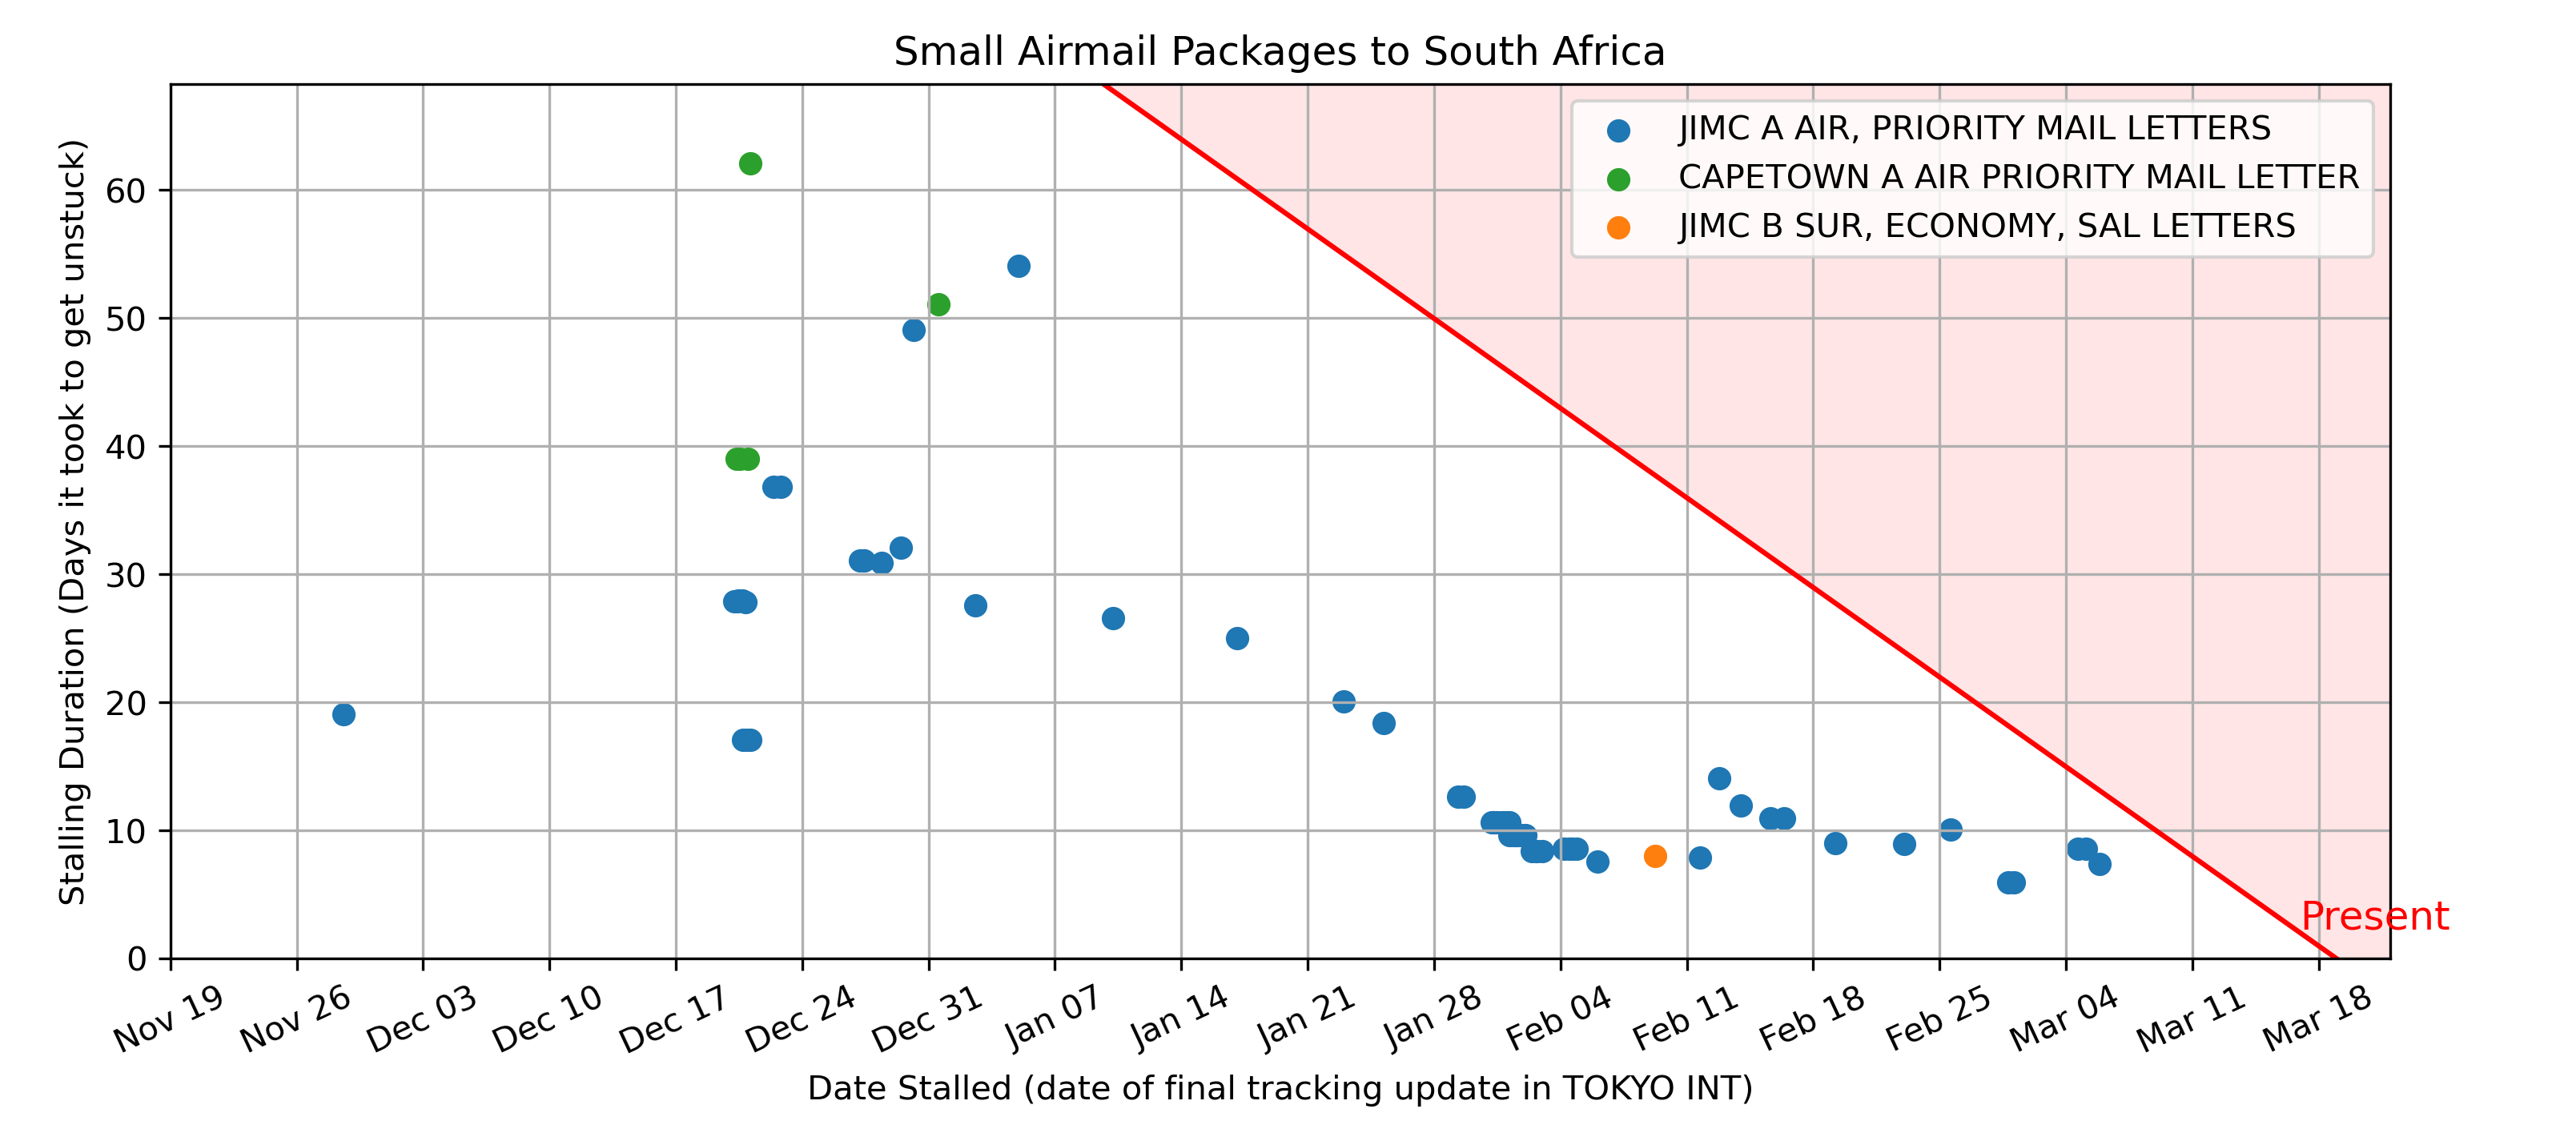 Small Airmail Packages to South Africa
JIMC A AIR, PRIORITY MAIL LETTERS
CAPETOWN A AIR PRIORITY MAIL LETTER
JIMC B SUR, ECONOMY, SAL LETTERS
Stalling Duration (Days it took to get unstuck)
60
50
40
30
20
10
0
Present
Nov 19
Nov 26
Dec 03
Dec 10
Dec 17
Dec 24
Dec 31
Jan 07
Jan 14
Jan 21
Jan 28
Feb 04
Feb 11
Feb 18
Feb 25
Mar 04
Mar 11
Mar 18
Date Stalled (date of final tracking update in TOKYO INT)